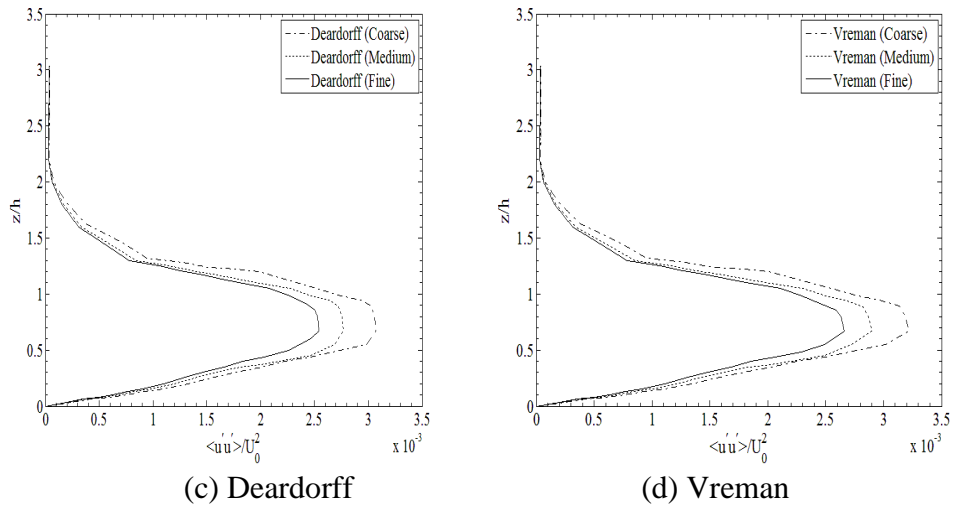 Deardorff (Coarse)
Deardorff (Medium)
Deardorff (Fine)
3.5
3
2.5
2
1.5
1
0.5
0
z/h
0 0.5 1 1.5 2 2.5 3 3.5
x 10⁻³
<u'u'>/U₀²
(c) Deardorff
Vreman (Coarse)
Vreman (Medium)
Vreman (Fine)
3.5
3
2.5
2
1.5
1
0.5
0
z/h
0 0.5 1 1.5 2 2.5 3 3.5
x 10⁻³
<u'u'>/U₀²
(d) Vreman